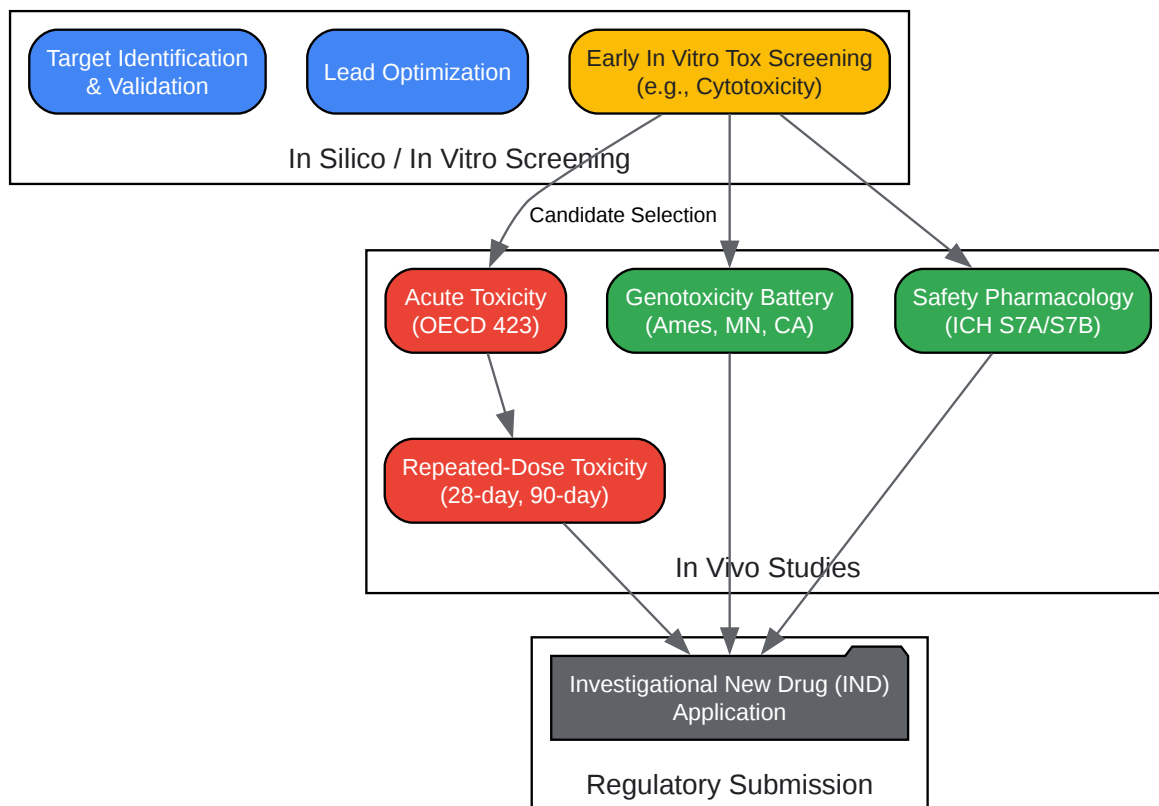 Target Identification
& Validation
Lead Optimization
Early In Vitro Tox Screening
(e.g., Cytotoxicity)
In Silico / In Vitro Screening
Candidate Selection
Acute Toxicity
(OECD 423)
Genotoxicity Battery
(Ames, MN, CA)
Safety Pharmacology
(ICH S7A/S7B)
Repeated-Dose Toxicity
(28-day, 90-day)
In Vivo Studies
Investigational New Drug (IND)
Application
Regulatory Submission